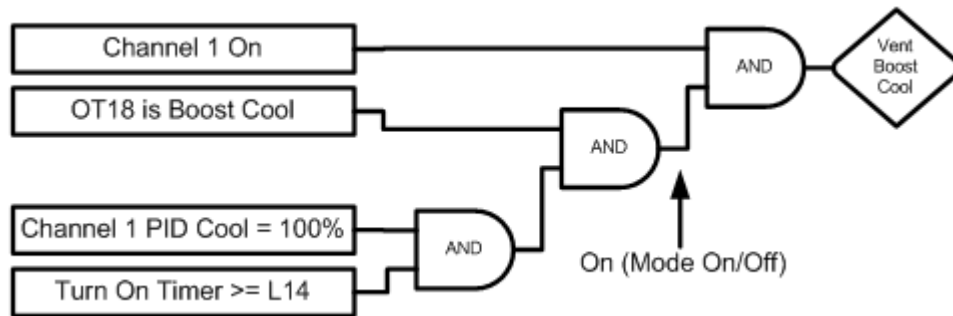 Channel 1 On
AND
Vent
Boost
Cool
OT18 is Boost Cool
AND
Channel 1 PID Cool = 100%
AND
On (Mode On/Off)
Turn On Timer >= L14